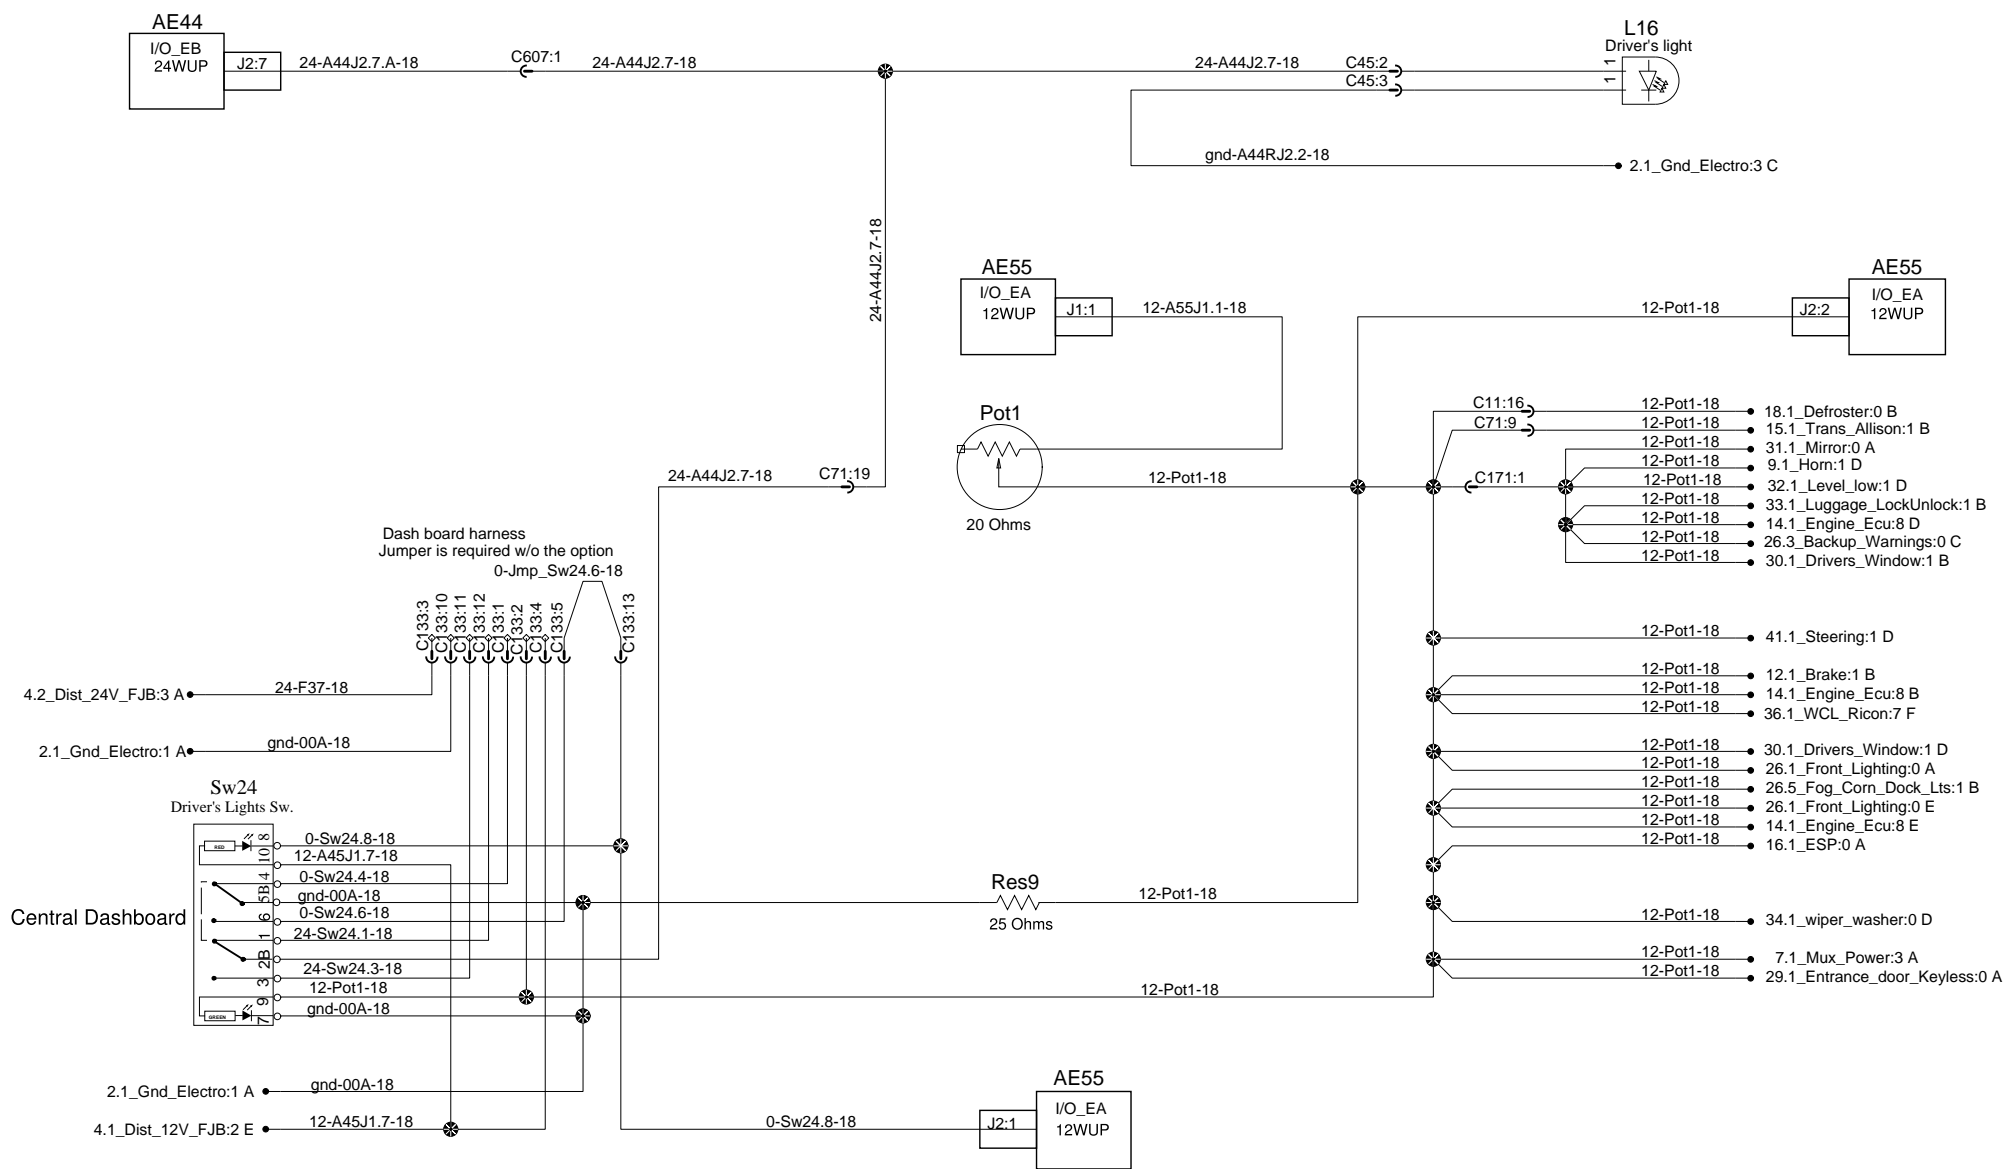 AE44
I/O_EB
24WUP
J2:7
24-A44J2.7.A-18
C607:1
24-A44J2.7-18
24-A44J2.7-18
C45:2
C45:3
1
1
L16
Driver's light
gnd-A44RJ2.2-18
2.1_Gnd_Electro:3 C
24-A44J2.7-18
AE55
I/O_EA
12WUP
J1:1
12-A55J1.1-18
12-Pot1-18
J2:2
AE55
I/O_EA
12WUP
Pot1
20 Ohms
12-Pot1-18
24-A44J2.7-18
C71:19
C11:16
C71:9
C171:1
12-Pot1-18 18.1_Defroster:0 B
12-Pot1-18 15.1_Trans_Allison:1 B
12-Pot1-18 31.1_Mirror:0 A
12-Pot1-18 9.1_Horn:1 D
12-Pot1-18 32.1_Level_low:1 D
12-Pot1-18 33.1_Luggage_LockUnlock:1 B
12-Pot1-18 14.1_Engine_Ecu:8 D
12-Pot1-18 26.3_Backup_Warnings:0 C
12-Pot1-18 30.1_Drivers_Window:1 B
12-Pot1-18 41.1_Steering:1 D
12-Pot1-18 12.1_Brake:1 B
12-Pot1-18 14.1_Engine_Ecu:8 B
12-Pot1-18 36.1_WCL_Ricon:7 F
12-Pot1-18 30.1_Drivers_Window:1 D
12-Pot1-18 26.1_Front_Lighting:0 A
12-Pot1-18 26.5_Fog_Corn_Dock_Lts:1 B
12-Pot1-18 26.1_Front_Lighting:0 E
12-Pot1-18 14.1_Engine_Ecu:8 E
12-Pot1-18 16.1_ESP:0 A
12-Pot1-18 34.1_wiper_washer:0 D
12-Pot1-18 7.1_Mux_Power:3 A
12-Pot1-18 29.1_Entrance_door_Keyless:0 A
Dash board harness
Jumper is required w/o the option
0-Jmp_Sw24.6-18
C133:3
C133:10
C133:11
C133:12
C133:1
C133:2
C133:4
C133:5
C133:13
4.2_Dist_24V_FJB:3 A
24-F37-18
2.1_Gnd_Electro:1 A
gnd-00A-18
Sw24
Driver's Lights Sw.
Central Dashboard
RED
8 0-Sw24.8-18
10 12-A45J1.7-18
4 0-Sw24.4-18
5B gnd-00A-18
6 0-Sw24.6-18
1 24-Sw24.1-18
2B
3 24-Sw24.3-18
9 12-Pot1-18
GREEN
7 gnd-00A-18
Res9
25 Ohms
12-Pot1-18
12-Pot1-18
2.1_Gnd_Electro:1 A
gnd-00A-18
4.1_Dist_12V_FJB:2 E
12-A45J1.7-18
0-Sw24.8-18
J2:1
AE55
I/O_EA
12WUP